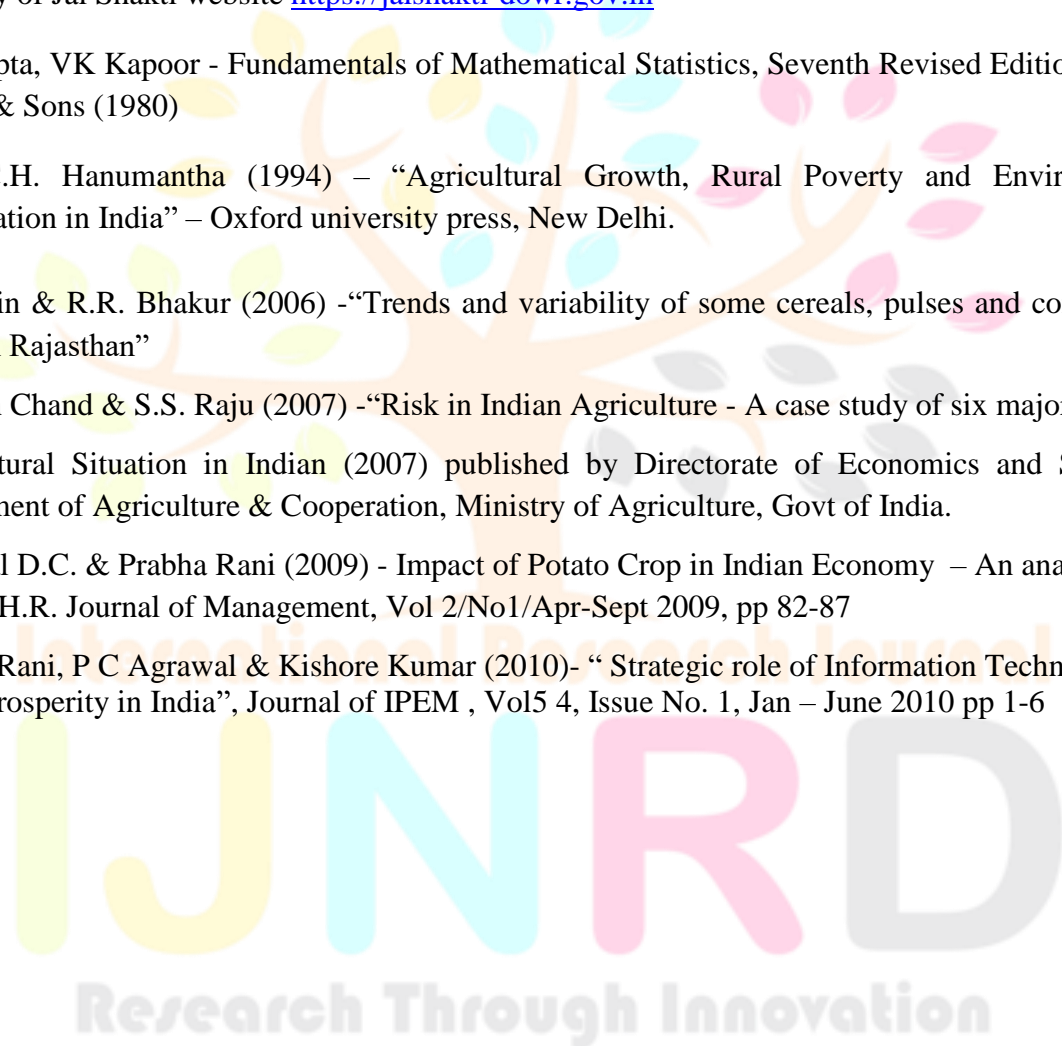 y of Jal Shakti website https://jalshakti-dowr.gov.in
pta, VK Kapoor - Fundamentals of Mathematical Statistics, Seventh Revised Editio
& Sons (1980)
.H. Hanumantha (1994) – “Agricultural Growth, Rural Poverty and Envir
ation in India” – Oxford university press, New Delhi.
in & R.R. Bhakur (2006) -“Trends and variability of some cereals, pulses and co
Rajasthan”
Chand & S.S. Raju (2007) -“Risk in Indian Agriculture - A case study of six major
tural Situation in Indian (2007) published by Directorate of Economics and S
ment of Agriculture & Cooperation, Ministry of Agriculture, Govt of India.
l D.C. & Prabha Rani (2009) - Impact of Potato Crop in Indian Economy – An ana
H.R. Journal of Management, Vol 2/No1/Apr-Sept 2009, pp 82-87
International Research Journal
Rani, P C Agrawal & Kishore Kumar (2010)- “ Strategic role of Information Techn
rosperity in India”, Journal of IPEM , Vol5 4, Issue No. 1, Jan – June 2010 pp 1-6
IJNRD
Research Through Innovation